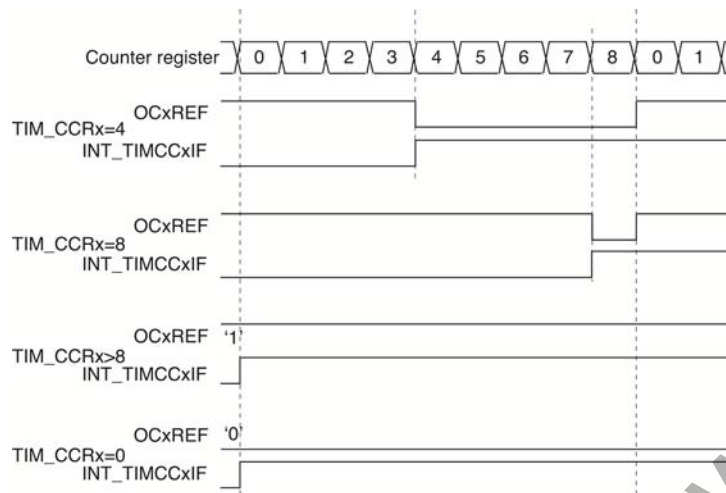 Counter register 0 1 2 3 4 5 6 7 8 0 1
OCxREF
TIM_CCRx=4
INT_TIMCCxIF
OCxREF
TIM_CCRx=8
INT_TIMCCxIF
OCxREF '1'
TIM_CCRx>8
INT_TIMCCxIF
OCxREF '0'
TIM_CCRx=0
INT_TIMCCxIF